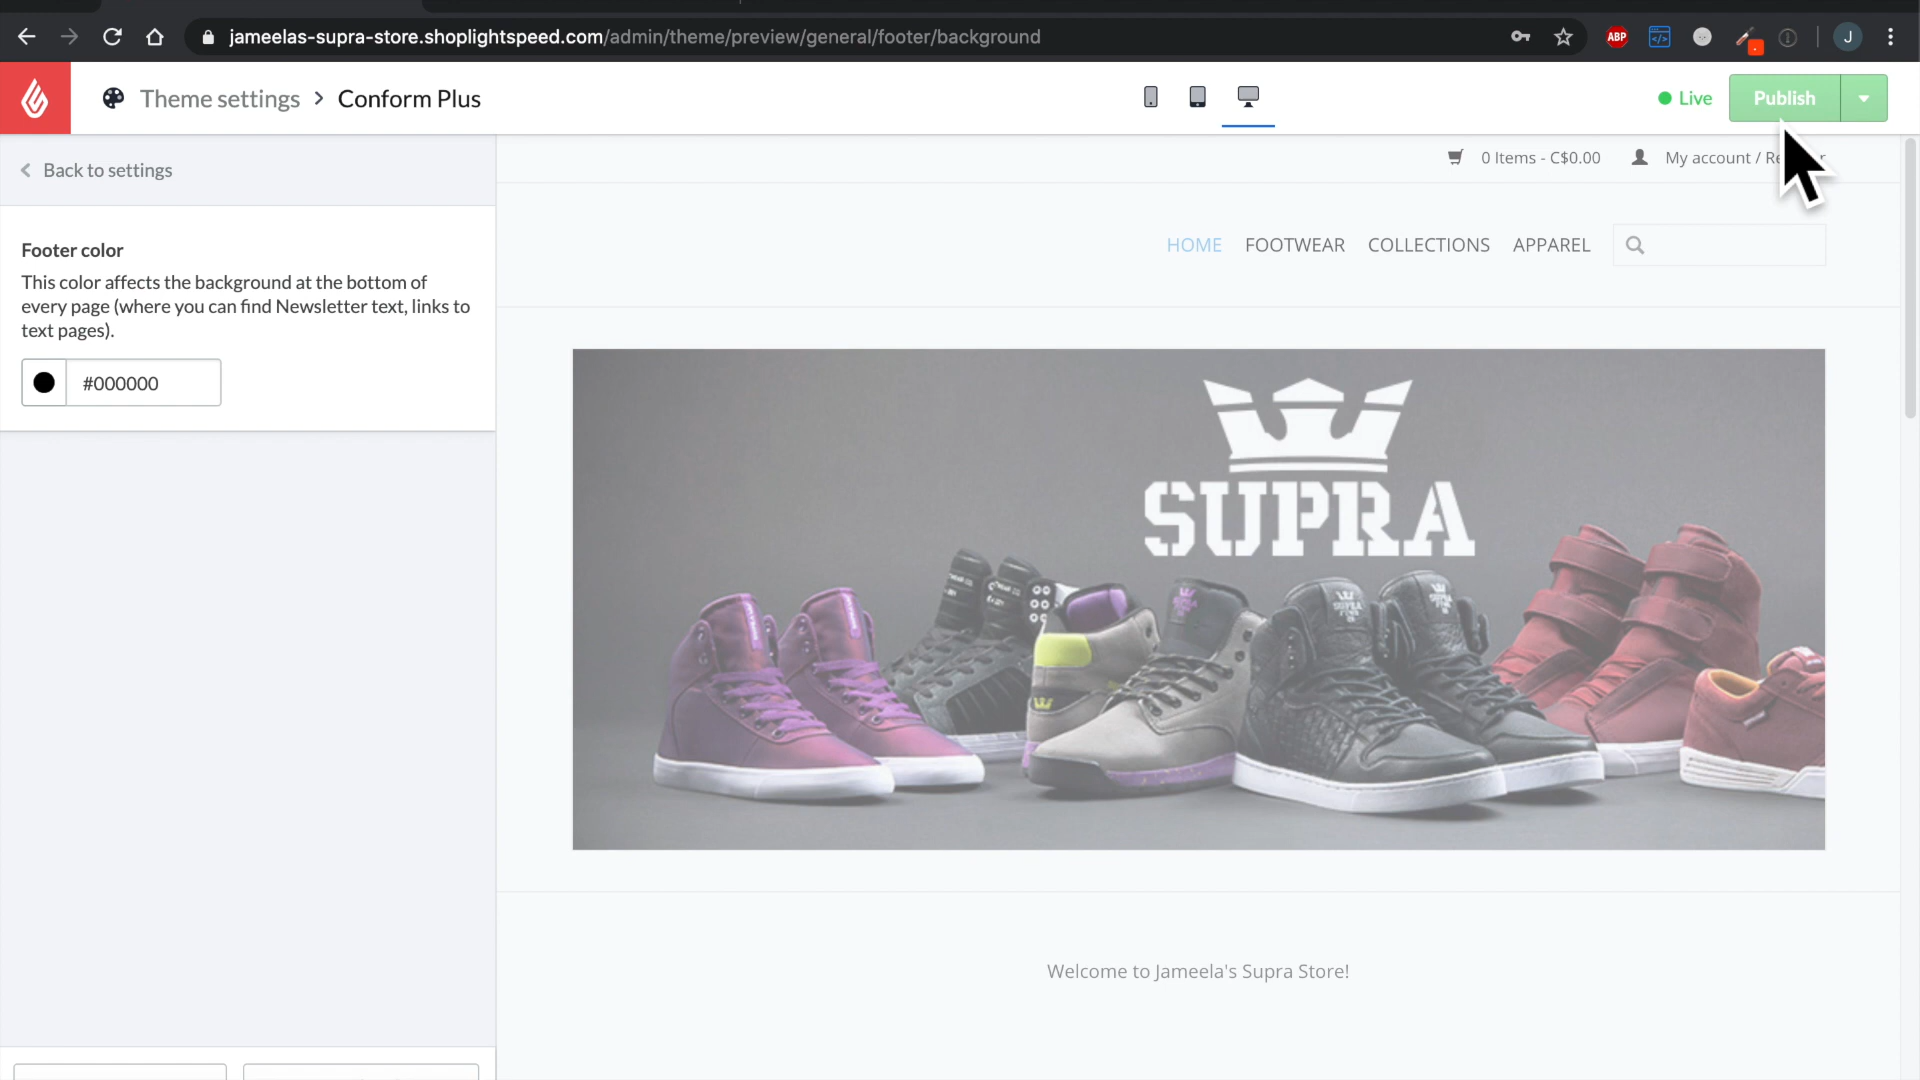 jameelas-supra-store.shoplightspeed.com/admin/theme/preview/general/footer/background
ABP
J
Theme settings > Conform Plus
Live
Publish
Back to settings
0 Items - C$0.00
My account /
Footer color
This color affects the background at the bottom of
every page (where you can find Newsletter text, links to
text pages).
#000000
HOME
FOOTWEAR
COLLECTIONS
APPAREL
SUPRA
Welcome to Jameela's Supra Store!